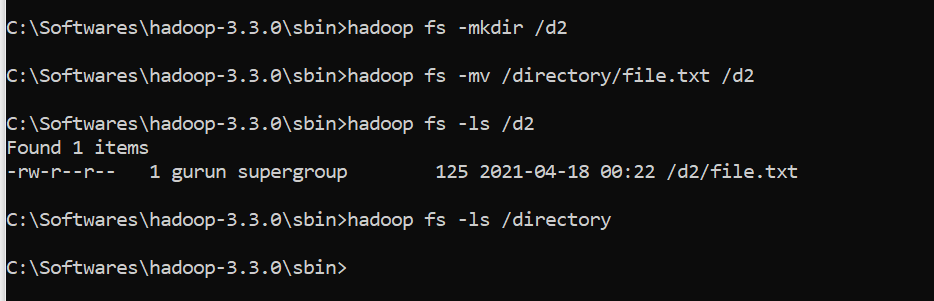 C:\Softwares\hadoop-3.3.0\sbin>hadoop fs -mkdir /d2
C:\Softwares\hadoop-3.3.0\sbin>hadoop fs -mv /directory/file.txt /d2
C:\Softwares\hadoop-3.3.0\sbin>hadoop fs -ls /d2
Found 1 items
-rw-r--r--   1 gurun supergroup        125 2021-04-18 00:22 /d2/file.txt
C:\Softwares\hadoop-3.3.0\sbin>hadoop fs -ls /directory
C:\Softwares\hadoop-3.3.0\sbin>